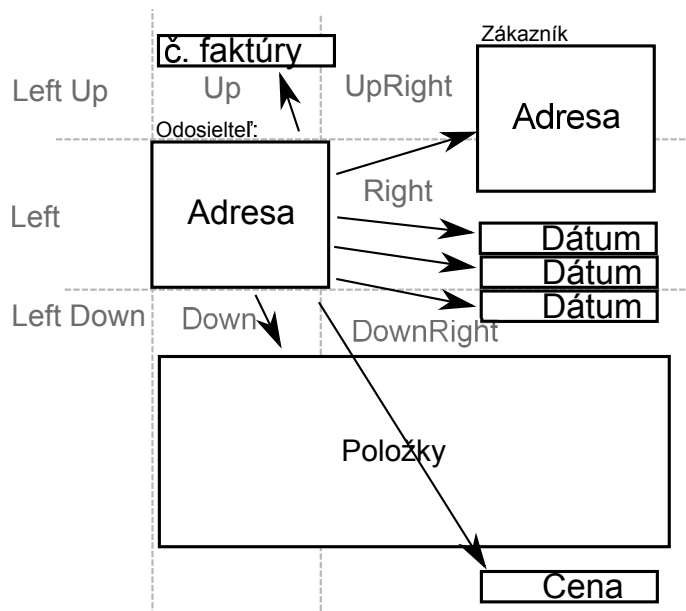 Zákazník
č. faktúry
Left Up
Up
UpRight
Adresa
Odosielteľ:
Adresa
Right
Left
Dátum
Dátum
Dátum
Left Down
Down
DownRight
Položky
Cena